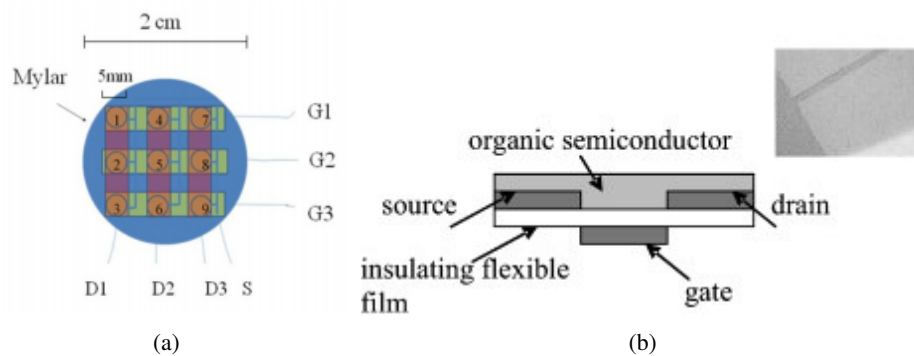 2 cm
Mylar
5mm
1 4 7 G1
2 5 8 G2
3 6 9 G3
D1 D2 D3 S
(a)
organic semiconductor
source
drain
insulating flexible
film
gate
(b)